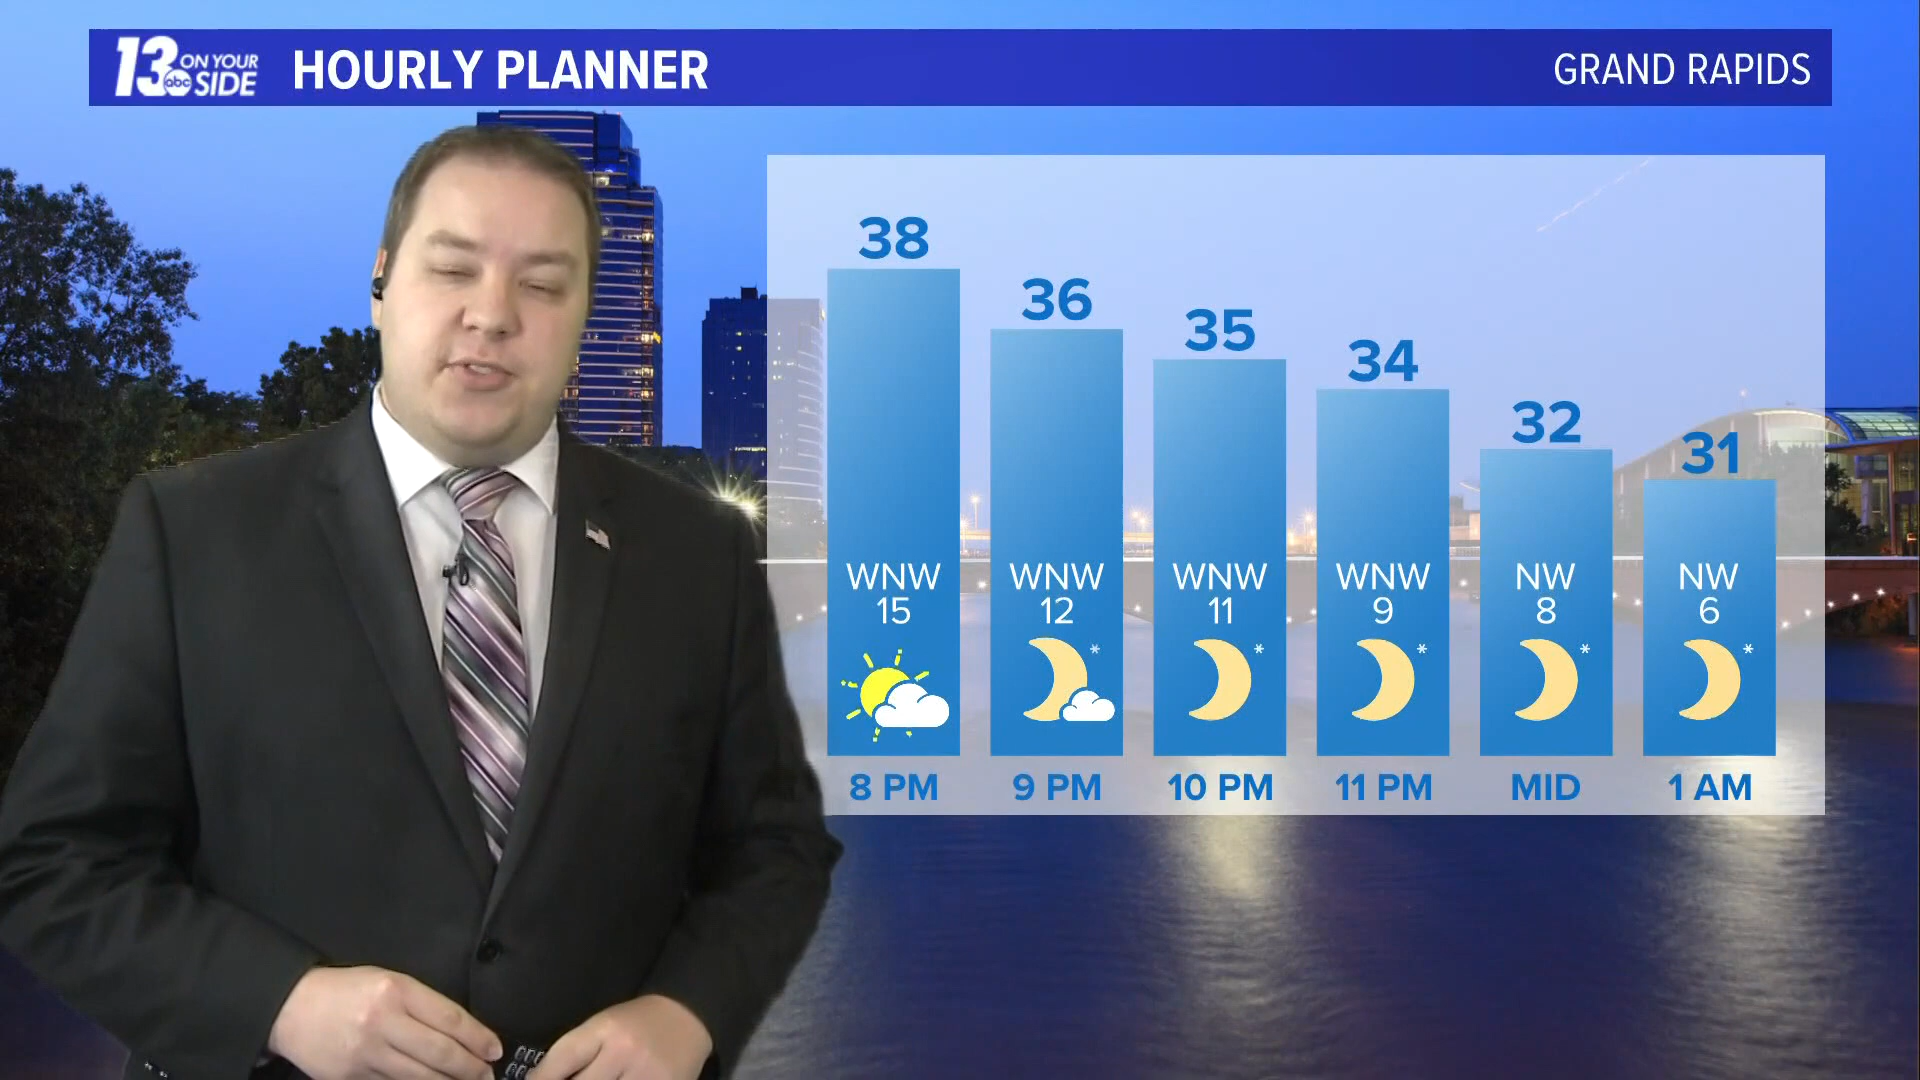 13 ON YOUR SIDE abc
HOURLY PLANNER
GRAND RAPIDS
38 36 35 34 32 31
WNW WNW WNW WNW NW NW
15 12 11 9 8 6
8 PM 9 PM 10 PM 11 PM MID 1 AM